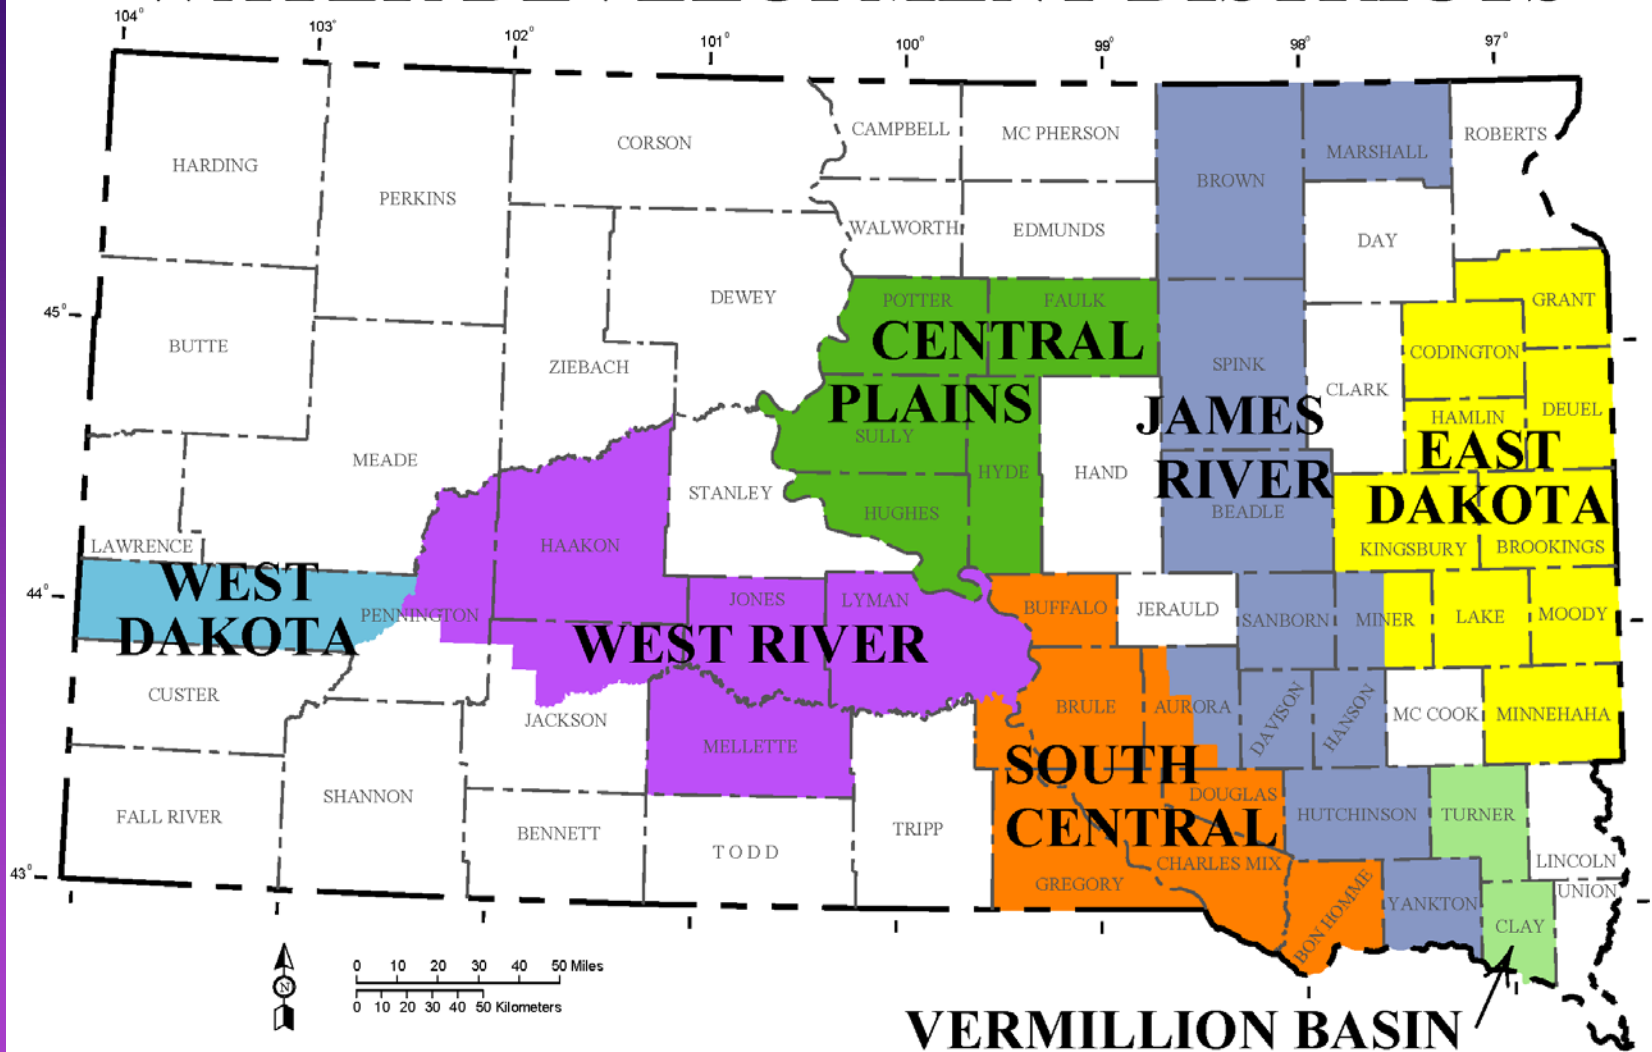 104°
103°
102°
101°
100°
99°
98°
97°
HARDING
PERKINS
CORSON
CAMPBELL
MC PHERSON
BROWN
MARSHALL
ROBERTS
WALWORTH
EDMUNDS
DAY
45°
BUTTE
ZIEBACH
DEWEY
POTTER
FAULK
CENTRAL
PLAINS
SULLY
HYDE
HUGHES
HAND
SPINK
JAMES
RIVER
BEADLE
CLARK
GRANT
CODINGTON
HAMLIN
DEUEL
EAST
DAKOTA
KINGSBURY
BROOKINGS
MEADE
STANLEY
HAAKON
LAWRENCE
44°
WEST
DAKOTA
PENNINGTON
JONES
LYMAN
WEST RIVER
BUFFALO
JERAULD
SANBORN
MINER
LAKE
MOODY
CUSTER
JACKSON
MELLETTE
BRULE
AURORA
DAVISON
HANSON
MC COOK
MINNEHAHA
SOUTH
CENTRAL
FALL RIVER
SHANNON
BENNETT
TODD
TRIPP
DOUGLAS
HUTCHINSON
TURNER
LINCOLN
43°
GREGORY
CHARLES MIX
BON HOMME
YANKTON
CLAY
UNION
N
0 10 20 30 40 50 Miles
0 10 20 30 40 50 Kilometers
VERMILLION BASIN